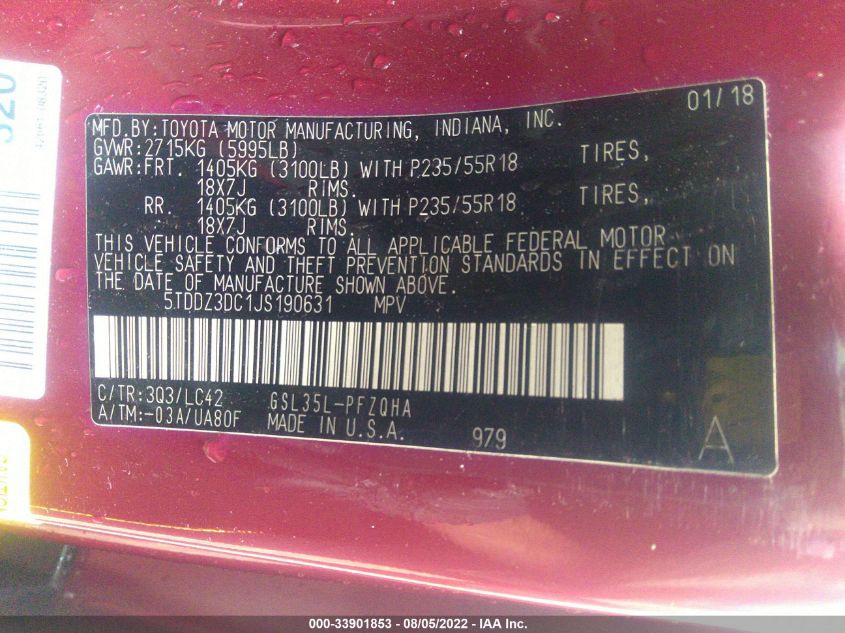 01/18
MFD.BY:TOYOTA MOTOR MANUFACTURING, INDIANA, INC.
GVWR:2715KG (5995LB)
GAWR:FRT. 1405KG (3100LB) WITH P235/55R18 TIRES,
18X7J RIMS.
RR. 1405KG (3100LB) WITH P235/55R18 TIRES,
18X7J RIMS.
THIS VEHICLE CONFORMS TO ALL APPLICABLE FEDERAL MOTOR
VEHICLE SAFETY AND THEFT PREVENTION STANDARDS IN EFFECT ON
THE DATE OF MANUFACTURE SHOWN ABOVE.
5TDDZ3DC1JS190631 MPV
C/TR:3Q3/LC42 GSL35L-PFZQHA
A/TM:-03A/UA80F MADE IN U.S.A. 979 A
000-33901853 - 08/05/2022 - IAA Inc.